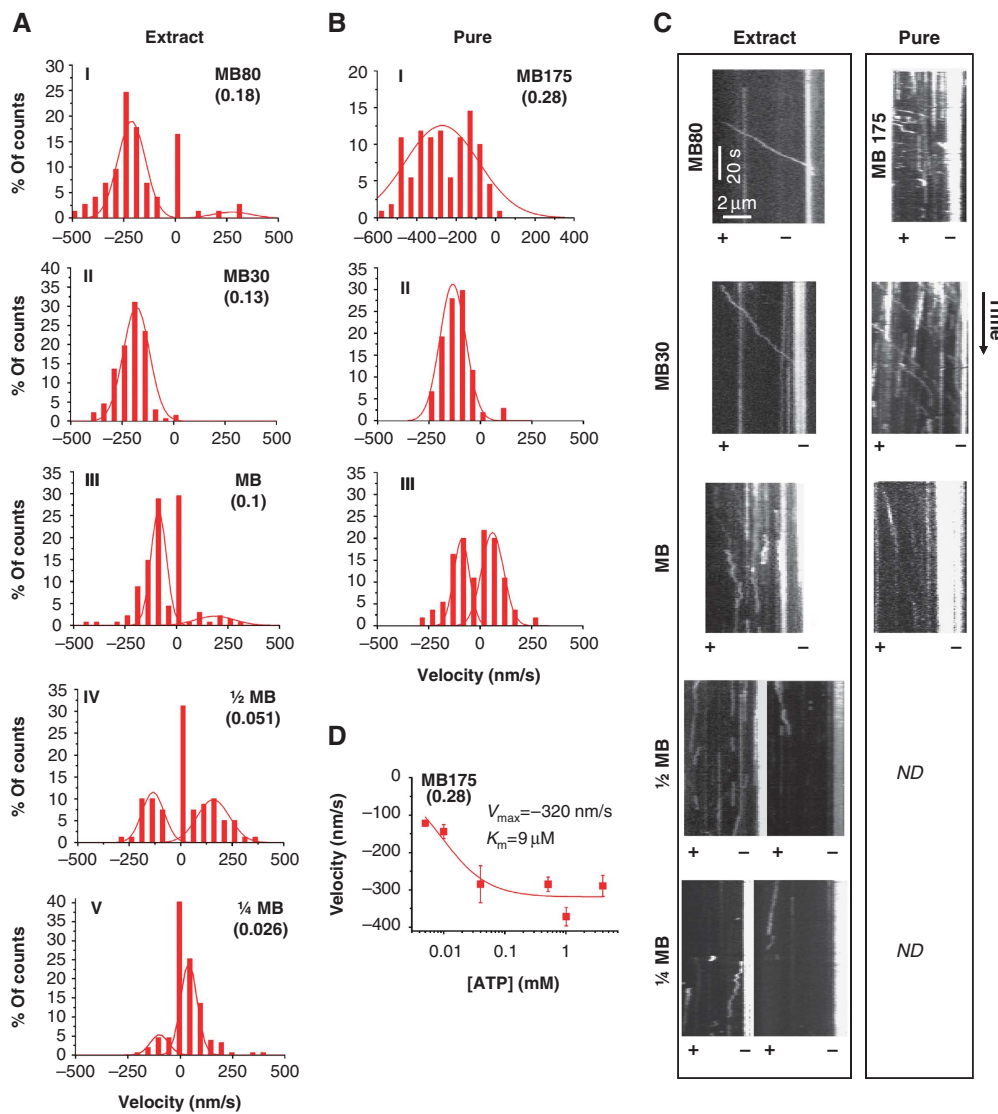 A
Extract
I
MB80
(0.18)
% Of counts
30
25
20
15
10
5
0
−500 −250 0 250 500
II
MB30
(0.13)
% Of counts
40
35
30
25
20
15
10
5
0
−500 −250 0 250 500
III
MB
(0.1)
% Of counts
35
30
25
20
15
10
5
0
−500 −250 0 250 500
IV
½ MB
(0.051)
% Of counts
35
30
25
20
15
10
5
0
−500 −250 0 250 500
V
¼ MB
(0.026)
% Of counts
40
35
30
25
20
15
10
5
0
−500 −250 0 250 500
Velocity (nm/s)
B
Pure
I
MB175
(0.28)
20
15
10
5
0
−600 −400 −200 0 200 400
II
35
30
25
20
15
10
5
0
−500 −250 0 250 500
III
35
30
25
20
15
10
5
0
−500 −250 0 250 500
Velocity (nm/s)
D
MB175
(0.28)
Vmax=−320 nm/s
Km=9 μM
Velocity (nm/s)
0
−100
−200
−300
−400
0.01 0.1 1
[ATP] (mM)
C
Extract
Pure
MB80
20 s
2 μm
+ −
MB 175
+ −
MB30
+ −
+ −
Time
MB
+ −
+ −
½ MB
+ − + −
ND
¼ MB
+ − + −
ND